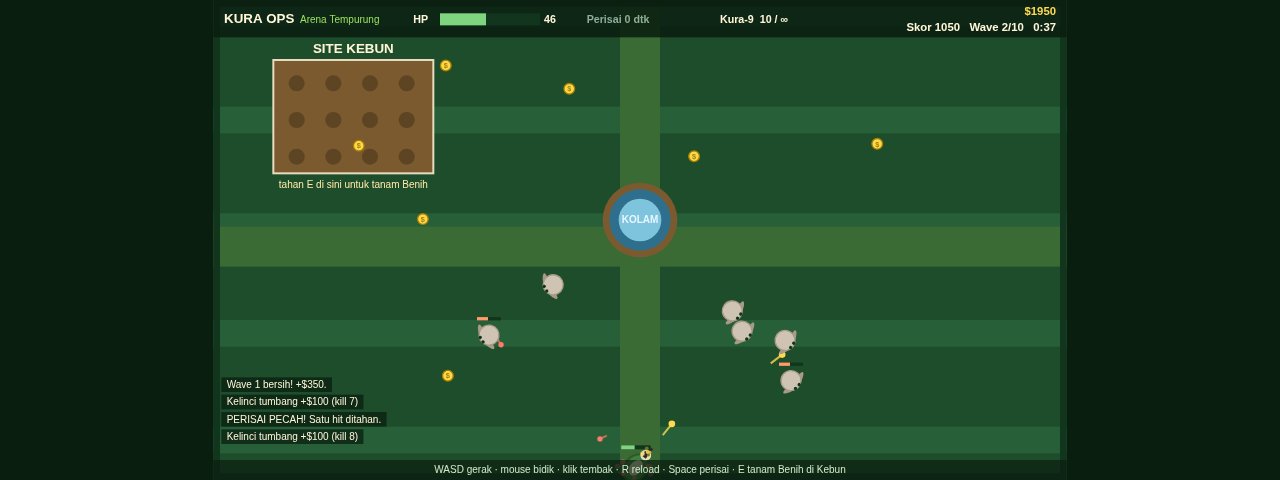 KURA OPS Arena Tempurung HP 46 Perisai 0 dtk Kura-9 10 / ∞ $1950
Skor 1050 Wave 2/10 0:37
SITE KEBUN
tahan E di sini untuk tanam Benih
KOLAM
Wave 1 bersih! +$350.
Kelinci tumbang +$100 (kill 7)
PERISAI PECAH! Satu hit ditahan.
Kelinci tumbang +$100 (kill 8)
WASD gerak · mouse bidik · klik tembak · R reload · Space perisai · E tanam Benih di Kebun